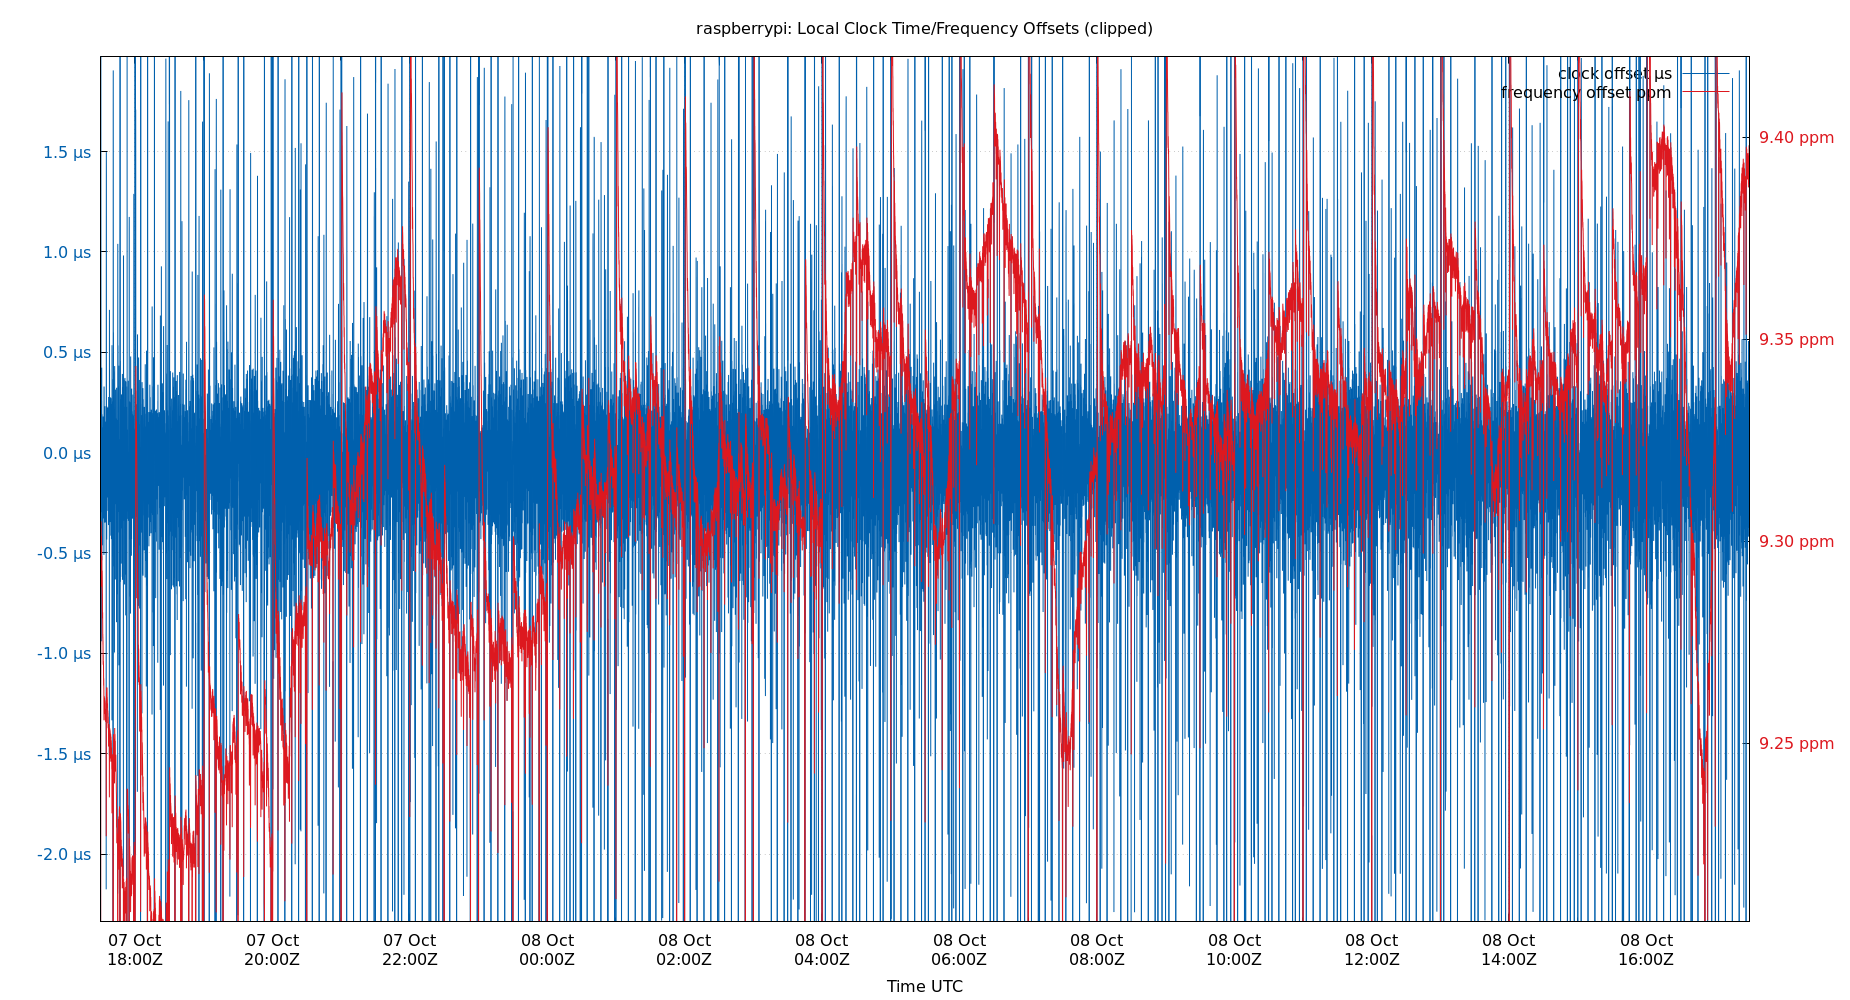 raspberrypi: Local Clock Time/Frequency Offsets (clipped)
clock offset µs
frequency offset ppm
1.5 µs
1.0 µs
0.5 µs
0.0 µs
-0.5 µs
-1.0 µs
-1.5 µs
-2.0 µs
9.40 ppm
9.35 ppm
9.30 ppm
9.25 ppm
07 Oct 07 Oct 07 Oct 08 Oct 08 Oct 08 Oct 08 Oct 08 Oct 08 Oct 08 Oct 08 Oct 08 Oct
18:00Z 20:00Z 22:00Z 00:00Z 02:00Z 04:00Z 06:00Z 08:00Z 10:00Z 12:00Z 14:00Z 16:00Z
Time UTC